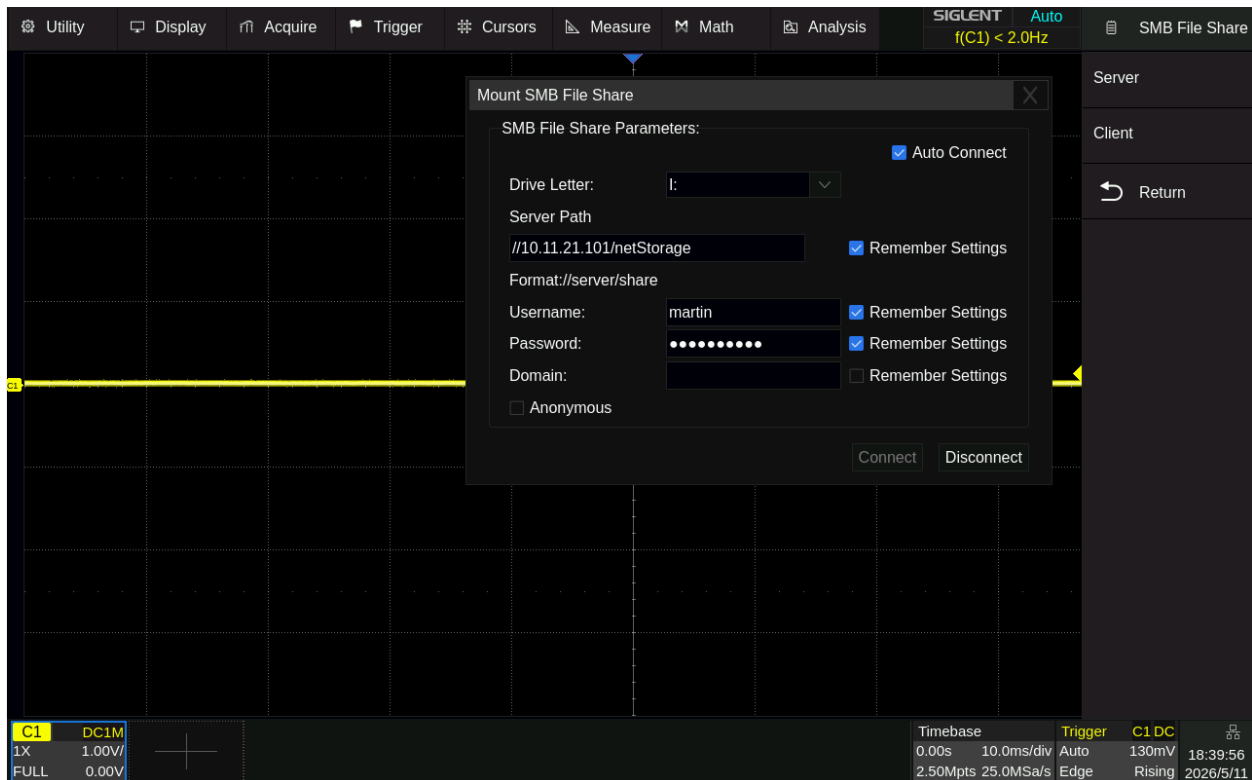 Utility Display Acquire Trigger Cursors Measure Math Analysis
SIGLENT Auto
f(C1) < 2.0Hz
SMB File Share
Server
Client
Return
Mount SMB File Share
SMB File Share Parameters:
Auto Connect
Drive Letter: I:
Server Path
//10.11.21.101/netStorage Remember Settings
Format://server/share
Username: martin Remember Settings
Password: ●●●●●●●●●● Remember Settings
Domain: Remember Settings
Anonymous
Connect Disconnect
C1
C1 DC1M
1X 1.00V/
FULL 0.00V
Timebase
0.00s 10.0ms/div
2.50Mpts 25.0MSa/s
Trigger C1 DC
Auto 130mV
Edge Rising
18:39:56
2026/5/11